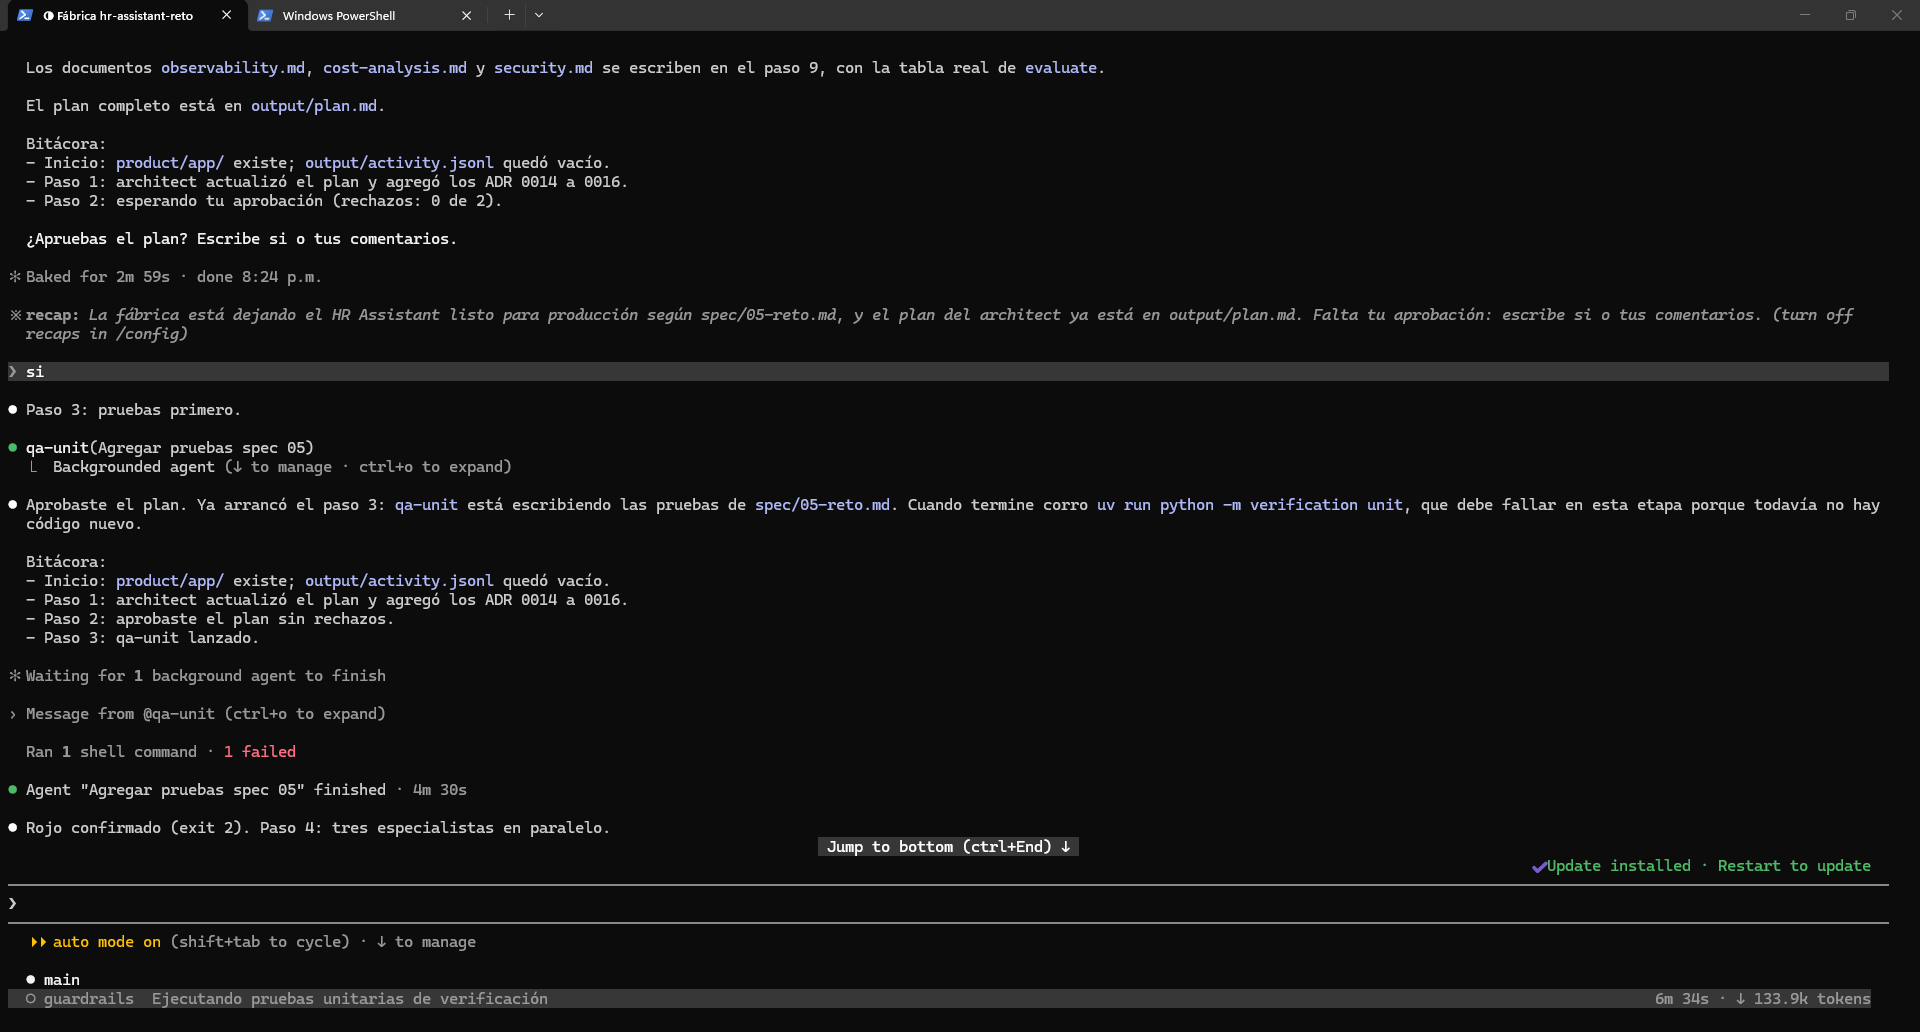 Fábrica hr-assistant-reto
Windows PowerShell
Los documentos observability.md, cost-analysis.md y security.md se escriben en el paso 9, con la tabla real de evaluate.
El plan completo está en output/plan.md.
Bitácora:
- Inicio: product/app/ existe; output/activity.jsonl quedó vacío.
- Paso 1: architect actualizó el plan y agregó los ADR 0014 a 0016.
- Paso 2: esperando tu aprobación (rechazos: 0 de 2).
¿Apruebas el plan? Escribe si o tus comentarios.
✻ Baked for 2m 59s · done 8:24 p.m.
※ recap: La fábrica está dejando el HR Assistant listo para producción según spec/05-reto.md, y el plan del architect ya está en output/plan.md. Falta tu aprobación: escribe si o tus comentarios. (turn off
recaps in /config)
❯ si
● Paso 3: pruebas primero.
● qa-unit(Agregar pruebas spec 05)
└ Backgrounded agent (↓ to manage · ctrl+o to expand)
● Aprobaste el plan. Ya arrancó el paso 3: qa-unit está escribiendo las pruebas de spec/05-reto.md. Cuando termine corro uv run python -m verification unit, que debe fallar en esta etapa porque todavía no hay
código nuevo.
Bitácora:
- Inicio: product/app/ existe; output/activity.jsonl quedó vacío.
- Paso 1: architect actualizó el plan y agregó los ADR 0014 a 0016.
- Paso 2: aprobaste el plan sin rechazos.
- Paso 3: qa-unit lanzado.
✻ Waiting for 1 background agent to finish
› Message from @qa-unit (ctrl+o to expand)
Ran 1 shell command · 1 failed
● Agent "Agregar pruebas spec 05" finished · 4m 30s
● Rojo confirmado (exit 2). Paso 4: tres especialistas en paralelo.
Jump to bottom (ctrl+End) ↓
✔Update installed · Restart to update
❯
⏵⏵ auto mode on (shift+tab to cycle) · ↓ to manage
● main
○ guardrails Ejecutando pruebas unitarias de verificación 6m 34s · ↓ 133.9k tokens